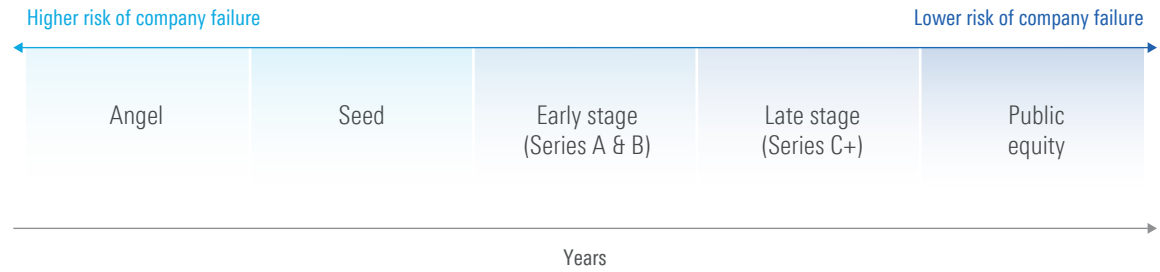 Higher risk of company failure
Lower risk of company failure
Angel
Seed
Early stage
(Series A & B)
Late stage
(Series C+)
Public
equity
Years